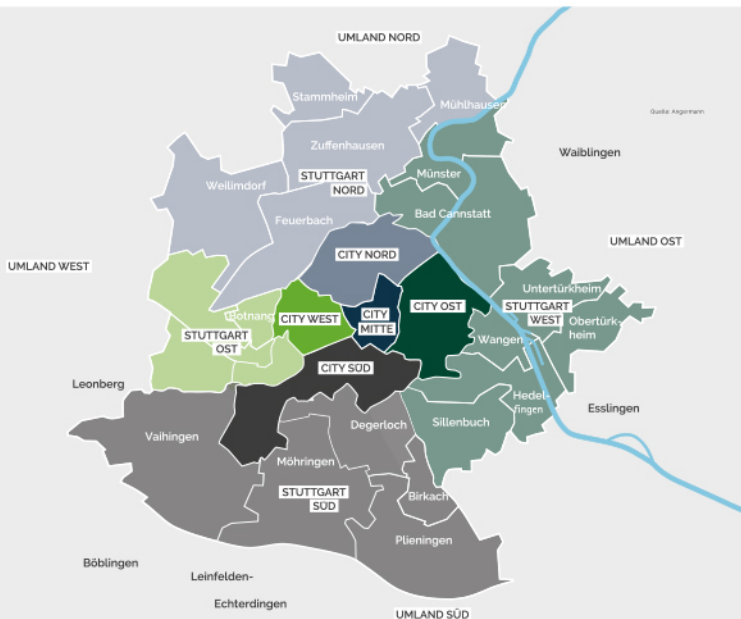 UMLAND NORD
Stammheim
Mühlhausen
Quelle: Angermann
Zuffenhausen
Waiblingen
Münster
STUTTGART
NORD
Weilimdorf
Bad Cannstatt
Feuerbach
UMLAND OST
CITY NORD
UMLAND WEST
Untertürkheim
STUTTGART
WEST
CITY OST
Botnang
CITY WEST
CITY
MITTE
Obertürk-
heim
STUTTGART
OST
Wangen
CITY SÜD
Leonberg
Hedel-
fingen
Esslingen
Sillenbuch
Degerloch
Vaihingen
Möhringen
STUTTGART
SÜD
Birkach
Plieningen
Böblingen
Leinfelden-
Echterdingen
UMLAND SÜD